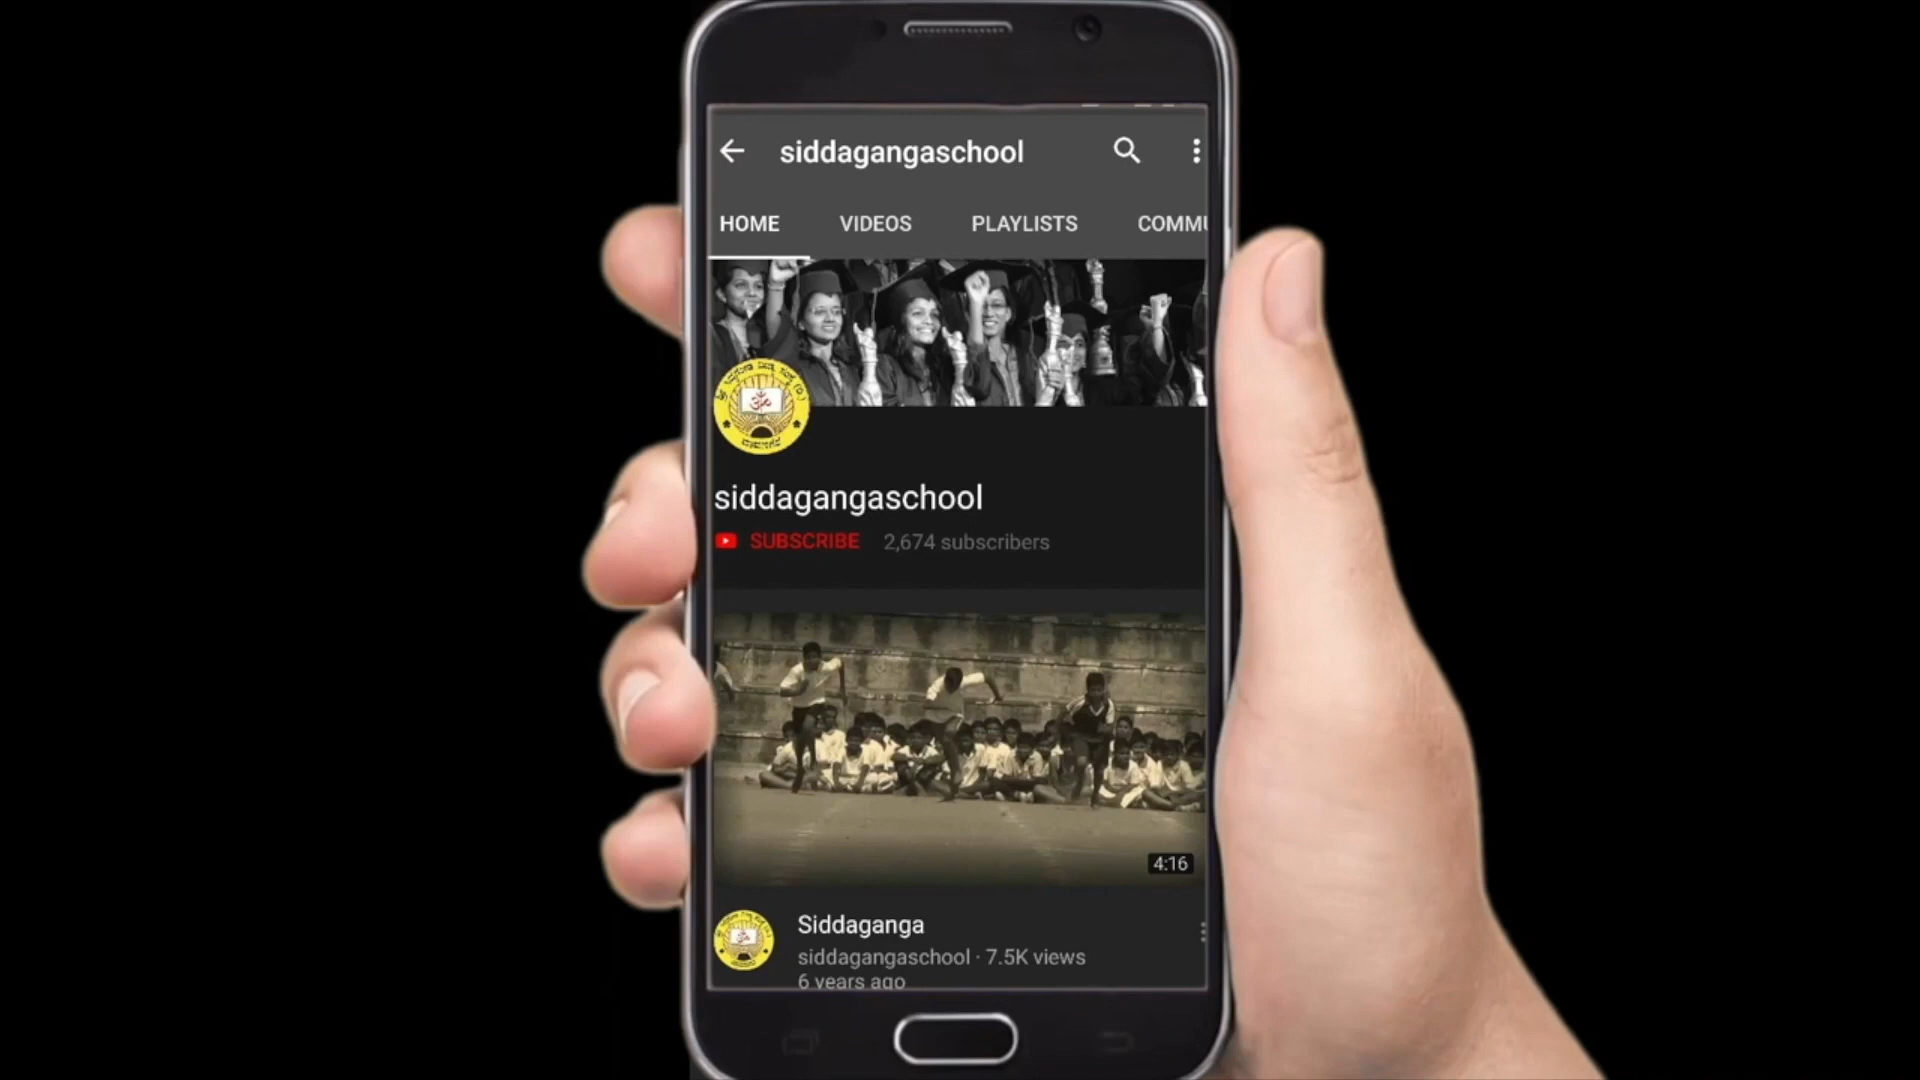 siddagangaschool
HOME VIDEOS PLAYLISTS COMMU
siddagangaschool
SUBSCRIBE 2,674 subscribers
4:16
Siddaganga
siddagangaschool · 7.5K views
6 years ago